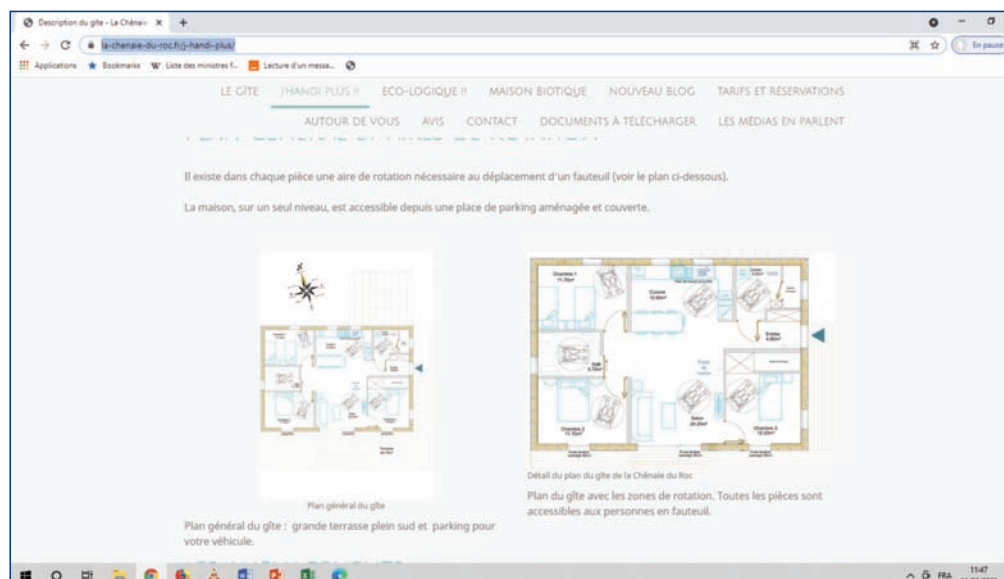 Description du gîte - La Chênaie
la-chenaie-du-roc.fr/j-handi-plus/
En pause
Applications
Bookmarks
Liste des ministres f...
Lecture d'un messa...
LE GÎTE
J'HANDI PLUS !!
ECO-LOGIQUE !!
MAISON BIOTIQUE
NOUVEAU BLOG
TARIFS ET RÉSERVATIONS
AUTOUR DE VOUS
AVIS
CONTACT
DOCUMENTS À TÉLÉCHARGER
LES MÉDIAS EN PARLENT
Il existe dans chaque pièce une aire de rotation nécessaire au déplacement d'un fauteuil (voir le plan ci-dessous).
La maison, sur un seul niveau, est accessible depuis une place de parking aménagée et couverte.
Chambre 1
Cuisine
Entrée
SdB
Chambre 2
Salon
Chambre 3
Plan général du gîte
Plan général du gîte : grande terrasse plein sud et parking pour
votre véhicule.
Détail du plan du gîte de la Chênaie du Roc
Plan du gîte avec les zones de rotation. Toutes les pièces sont
accessibles aux personnes en fauteuil.
FRA
11:47